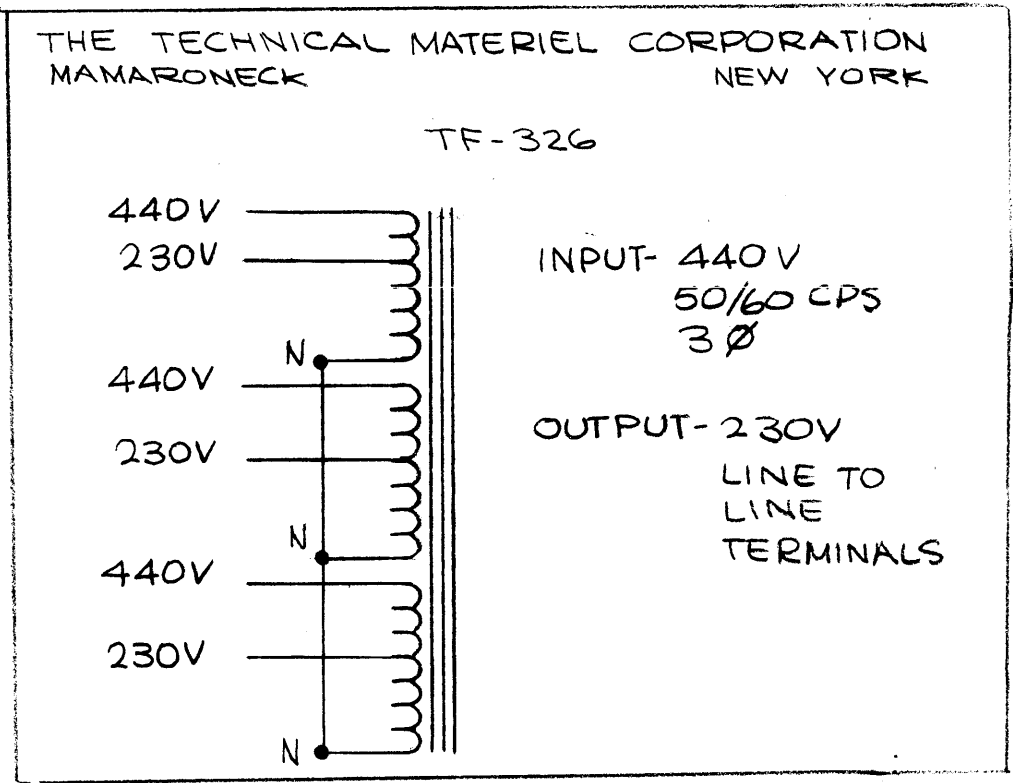 THE TECHNICAL MATERIEL CORPORATION
MAMARONECK NEW YORK
TF-326
440V
230V
N
440V
230V
N
440V
230V
N
INPUT- 440V
50/60 CPS
3 Ø
OUTPUT- 230V
LINE TO
LINE
TERMINALS